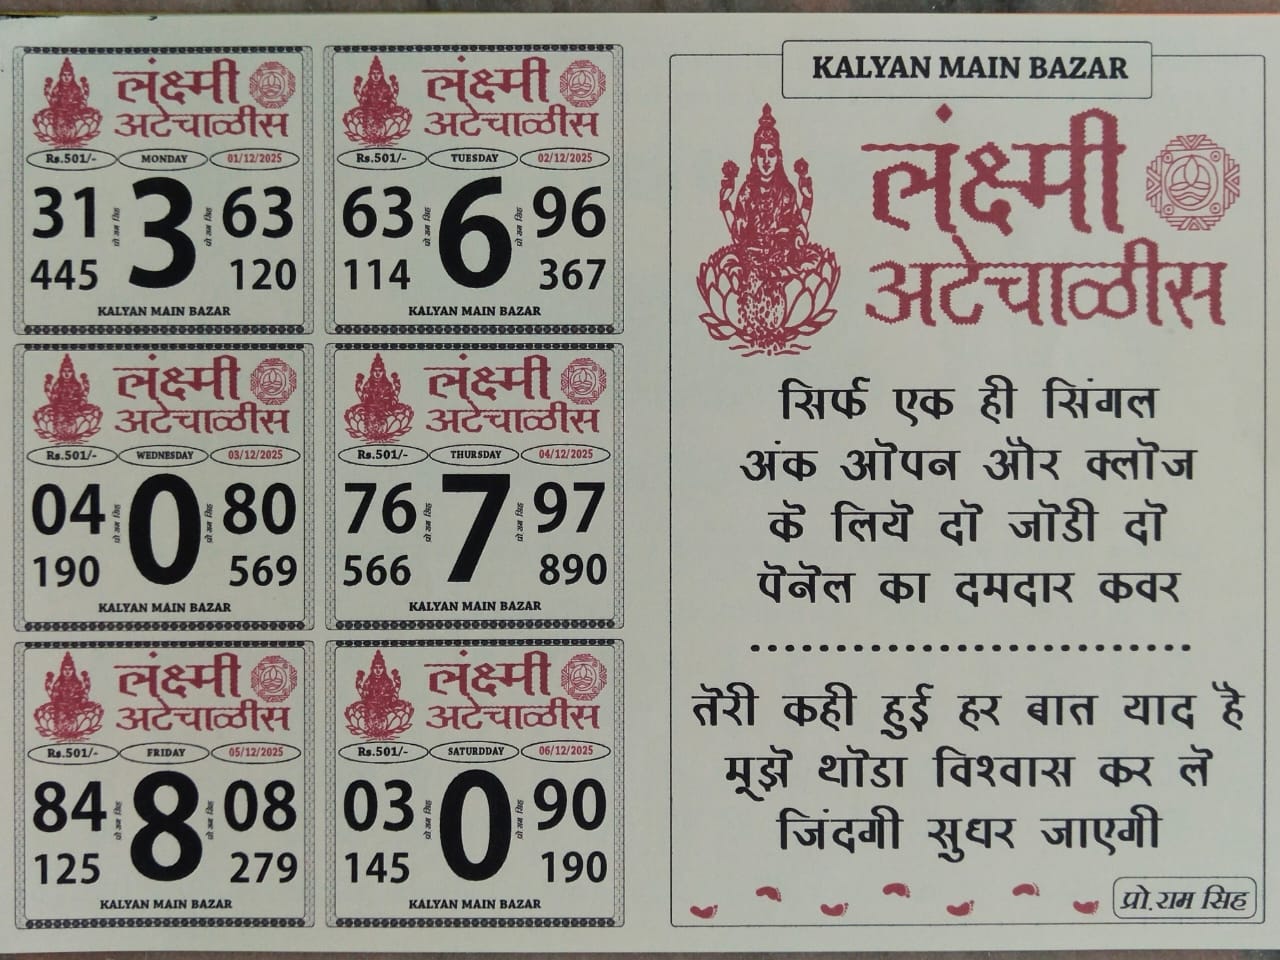 लंक्ष्मी
अटेचाळीस
Rs.501/- MONDAY 01/12/2025
31 3 63
445 120
KALYAN MAIN BAZAR
लंक्ष्मी
अटेचाळीस
Rs.501/- TUESDAY 02/12/2025
63 6 96
114 367
KALYAN MAIN BAZAR
लंक्ष्मी
अटेचाळीस
Rs.501/- WEDNESDAY 03/12/2025
04 0 80
190 569
KALYAN MAIN BAZAR
लंक्ष्मी
अटेचाळीस
Rs.501/- THURSDAY 04/12/2025
76 7 97
566 890
KALYAN MAIN BAZAR
लंक्ष्मी
अटेचाळीस
Rs.501/- FRIDAY 05/12/2025
84 8 08
125 279
KALYAN MAIN BAZAR
लंक्ष्मी
अटेचाळीस
Rs.501/- SATURDDAY 06/12/2025
03 0 90
145 190
KALYAN MAIN BAZAR
KALYAN MAIN BAZAR
लंक्ष्मी
अटेचाळीस
सिर्फ एक ही सिंगल
अंक ऒपन ऒर क्लॊज
कॆ लियॆ दॊ जॊडी दॊ
पॆनॆल का दमदार कवर
तॆरी कही हुई हर बात याद है
मूझॆ थॊडा विश्वास कर लॆ
जिंदगी सुधर जाएगी
प्रो.राम सिह